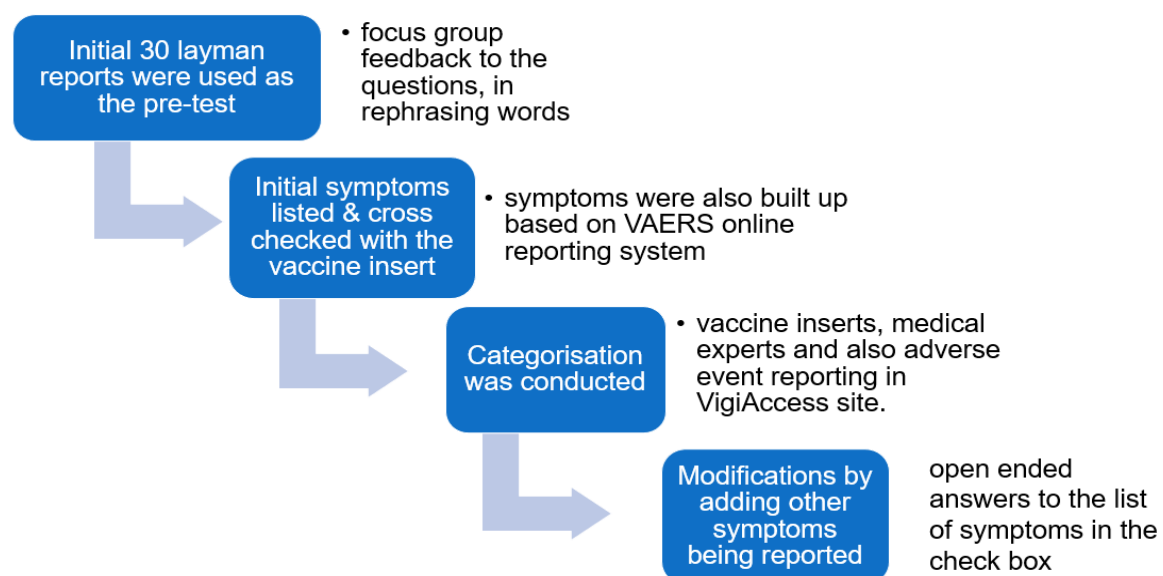 Initial 30 layman
reports were used as
the pre-test
• focus group
feedback to the
questions, in
rephrasing words
Initial symptoms
listed & cross
checked with the
vaccine insert
• symptoms were also built up
based on VAERS online
reporting system
Categorisation
was conducted
• vaccine inserts, medical
experts and also adverse
event reporting in
VigiAccess site.
Modifications by
adding other
symptoms
being reported
open ended
answers to the list
of symptoms in the
check box